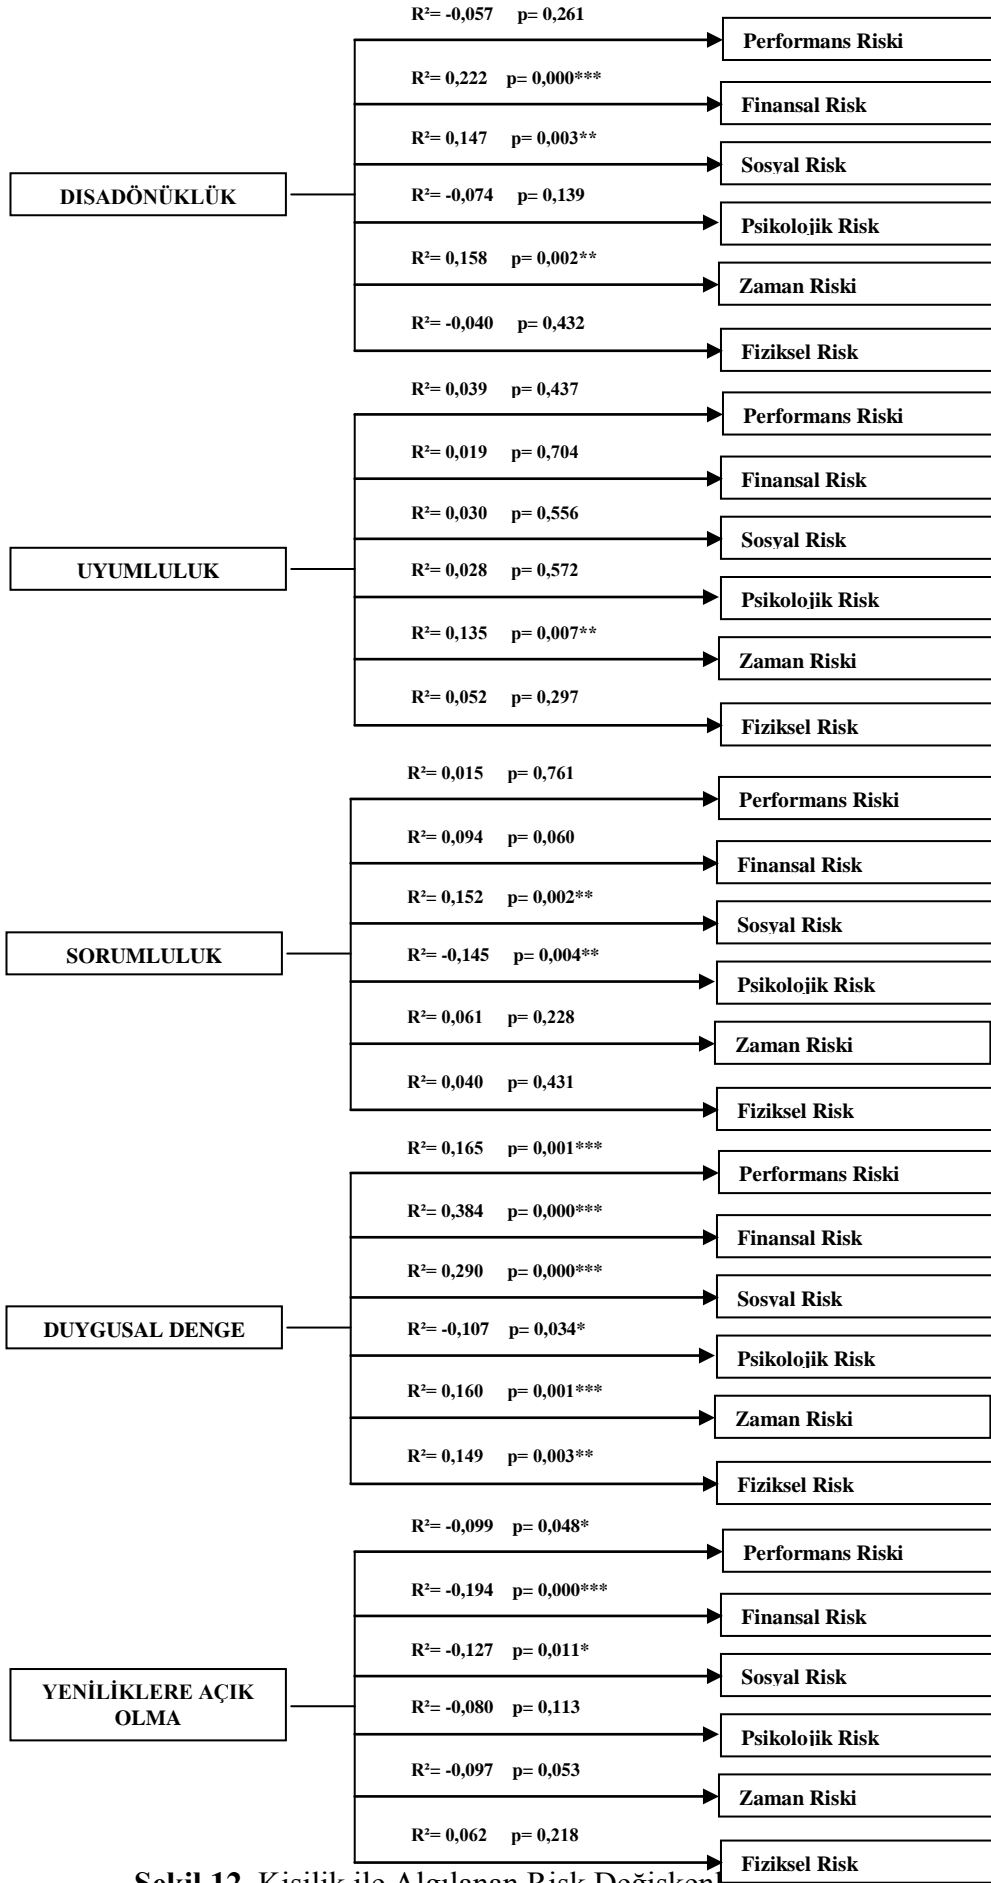 R²= -0,057 p= 0,261
Performans Riski
R²= 0,222 p= 0,000***
Finansal Risk
R²= 0,147 p= 0,003**
Sosyal Risk
DISADÖNÜKLÜK
R²= -0,074 p= 0,139
Psikolojik Risk
R²= 0,158 p= 0,002**
Zaman Riski
R²= -0,040 p= 0,432
Fiziksel Risk
R²= 0,039 p= 0,437
Performans Riski
R²= 0,019 p= 0,704
Finansal Risk
R²= 0,030 p= 0,556
Sosyal Risk
UYUMLULUK
R²= 0,028 p= 0,572
Psikolojik Risk
R²= 0,135 p= 0,007**
Zaman Riski
R²= 0,052 p= 0,297
Fiziksel Risk
R²= 0,015 p= 0,761
Performans Riski
R²= 0,094 p= 0,060
Finansal Risk
R²= 0,152 p= 0,002**
Sosyal Risk
SORUMLULUK
R²= -0,145 p= 0,004**
Psikolojik Risk
R²= 0,061 p= 0,228
Zaman Riski
R²= 0,040 p= 0,431
Fiziksel Risk
R²= 0,165 p= 0,001***
Performans Riski
R²= 0,384 p= 0,000***
Finansal Risk
R²= 0,290 p= 0,000***
Sosyal Risk
DUYGUSAL DENGE
R²= -0,107 p= 0,034*
Psikolojik Risk
R²= 0,160 p= 0,001***
Zaman Riski
R²= 0,149 p= 0,003**
Fiziksel Risk
R²= -0,099 p= 0,048*
Performans Riski
R²= -0,194 p= 0,000***
Finansal Risk
R²= -0,127 p= 0,011*
Sosyal Risk
YENİLİKLERE AÇIK
OLMA
R²= -0,080 p= 0,113
Psikolojik Risk
R²= -0,097 p= 0,053
Zaman Riski
R²= 0,062 p= 0,218
Fiziksel Risk
Şekil 12. Kişilik ile Algılanan Risk